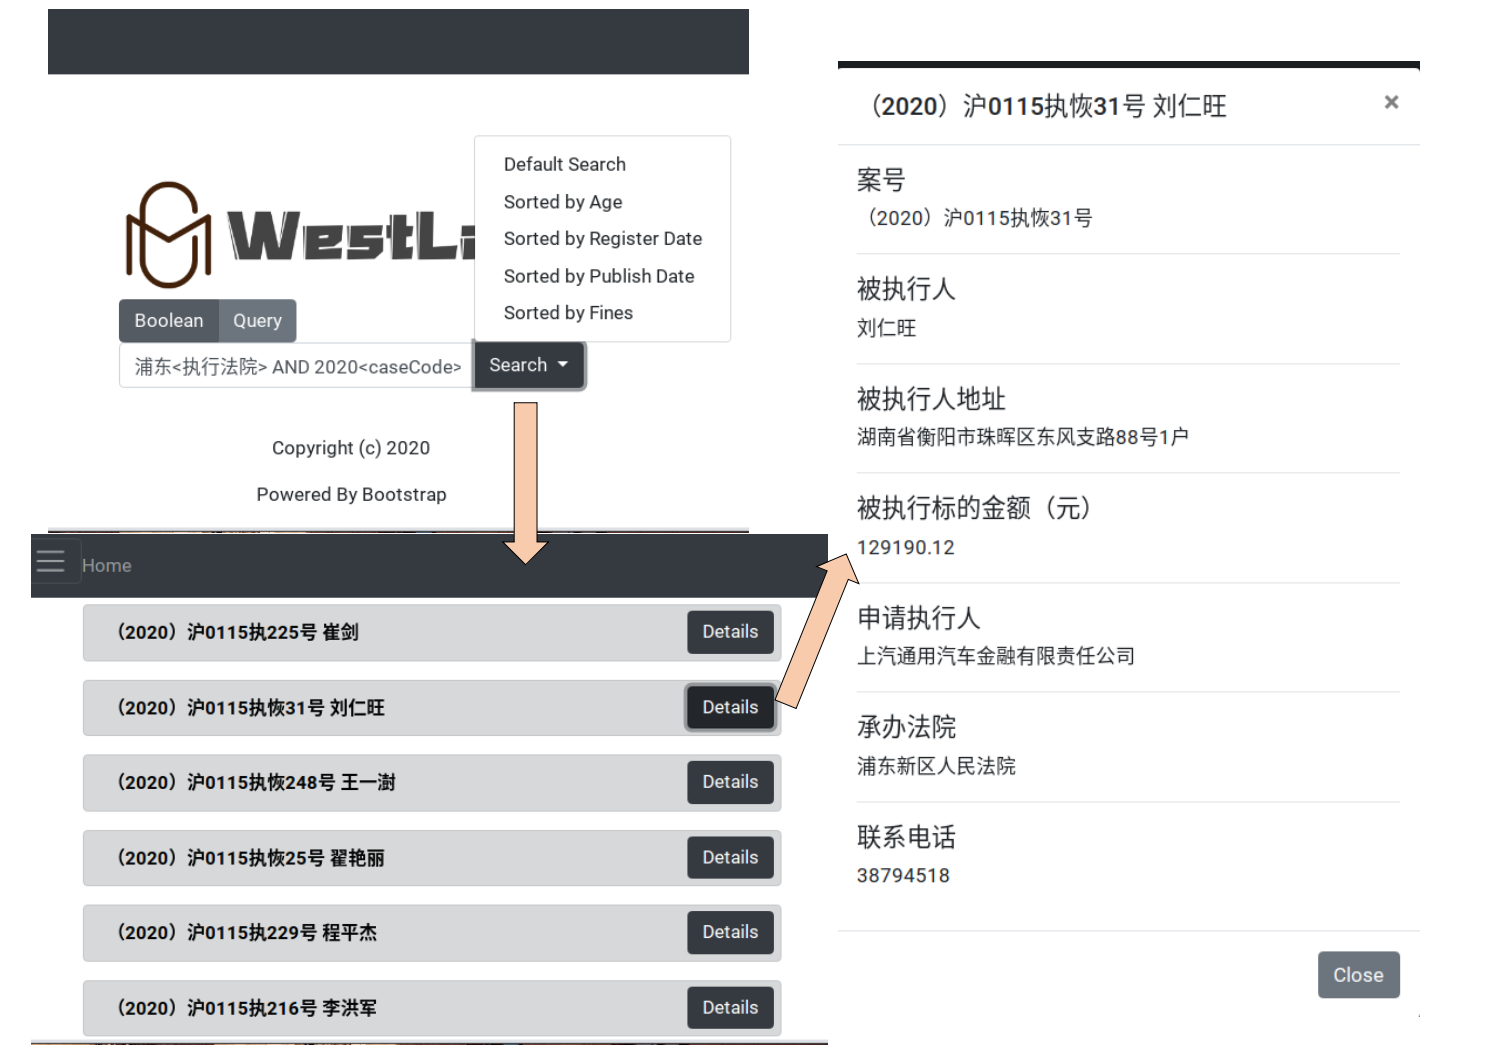 WestL
Default Search
Sorted by Age
Sorted by Register Date
Sorted by Publish Date
Sorted by Fines
Boolean Query
浦东<执行法院> AND 2020<caseCode> Search
Copyright (c) 2020
Powered By Bootstrap
Home
（2020）沪0115执225号 崔剑 Details
（2020）沪0115执恢31号 刘仁旺 Details
（2020）沪0115执恢248号 王一澍 Details
（2020）沪0115执恢25号 翟艳丽 Details
（2020）沪0115执229号 程平杰 Details
（2020）沪0115执216号 李洪军 Details
（2020）沪0115执恢31号 刘仁旺 ×
案号
（2020）沪0115执恢31号
被执行人
刘仁旺
被执行人地址
湖南省衡阳市珠晖区东风支路88号1户
被执行标的金额（元）
129190.12
申请执行人
上汽通用汽车金融有限责任公司
承办法院
浦东新区人民法院
联系电话
38794518
Close